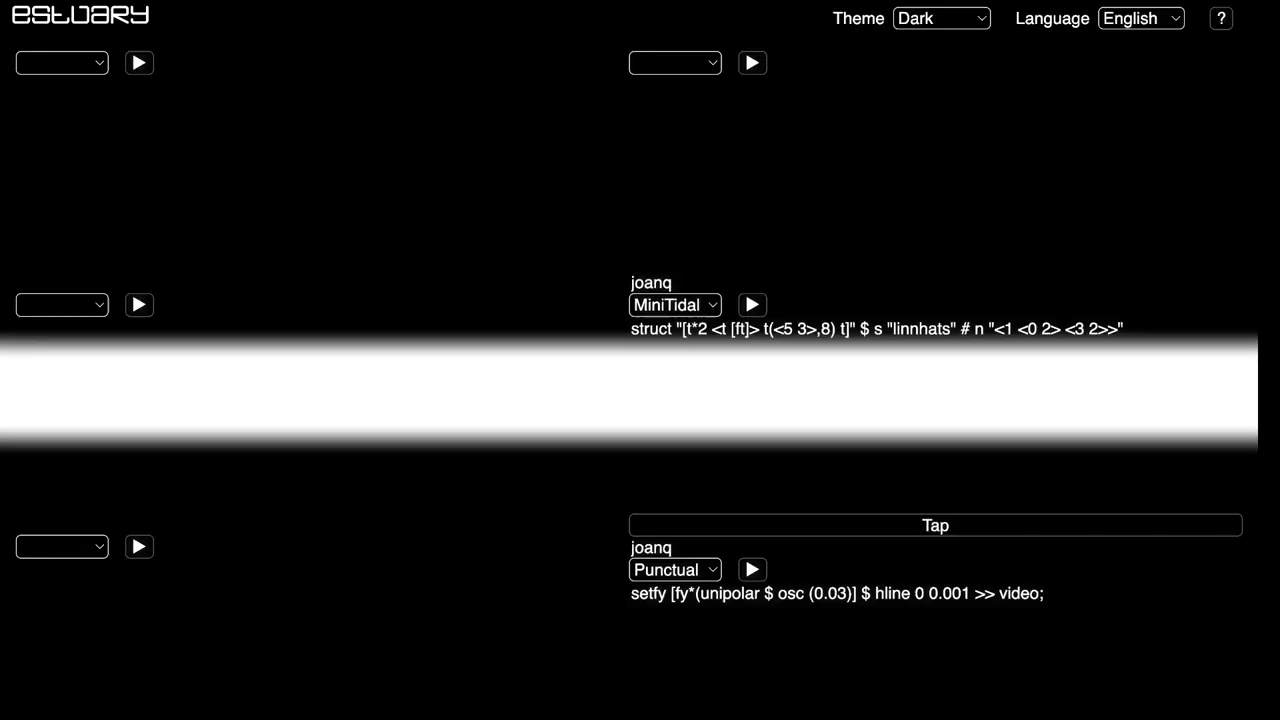 estuary
Theme Dark Language English ?
joanq
MiniTidal
struct "[t*2 <t [ft]> t(<5 3>,8) t]" $ s "linnhats" # n "<1 <0 2> <3 2>>"
Tap
joanq
Punctual
setfy [fy*(unipolar $ osc (0.03)] $ hline 0 0.001 >> video;